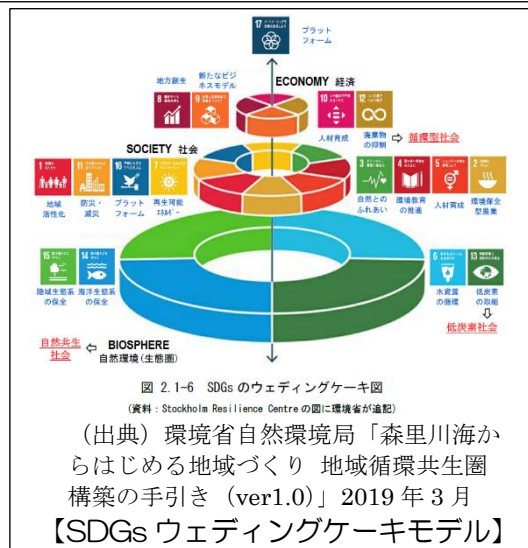 17
プラット
フォーム
ECONOMY 経済
地方創生
新たなビジ
ネスモデル
8
9
10
12
人材育成
廃棄物
の抑制
⇨ 循環型社会
SOCIETY 社会
1
11
16
7
地域
活性化
防災・
減災
プラット
フォーム
再生可能
エネルギー
3
4
5
2
自然との
ふれあい
環境教育
の推進
人材育成
環境保全
型農業
15
14
陸域生態系
の保全
海洋生態系
の保全
6
13
水資源
の循環
低炭素
の取組
低炭素社会
自然共生
社会
⇦ BIOSPHERE
自然環境(生態圏)
図 2.1-6 SDGs のウェディングケーキ図
(資料：Stockholm Resilience Centre の図に環境省が追記)
（出典）環境省自然環境局「森里川海か
らはじめる地域づくり 地域循環共生圏
構築の手引き（ver1.0）」2019 年 3 月
【SDGs ウェディングケーキモデル】